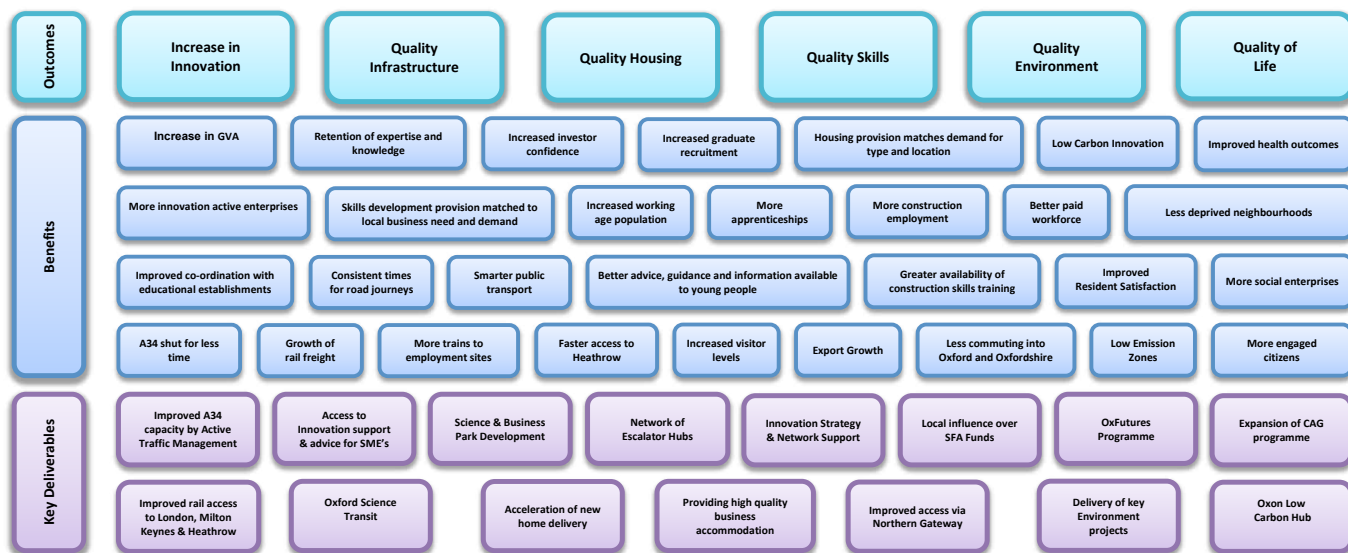 Outcomes
Increase in
Innovation
Quality
Infrastructure
Quality Housing
Quality Skills
Quality
Environment
Quality of
Life
Benefits
Increase in GVA
Retention of expertise and
knowledge
Increased investor
confidence
Increased graduate
recruitment
Housing provision matches demand for
type and location
Low Carbon Innovation
Improved health outcomes
More innovation active enterprises
Skills development provision matched to
local business need and demand
Increased working
age population
More
apprenticeships
More construction
employment
Better paid
workforce
Less deprived neighbourhoods
Improved co-ordination with
educational establishments
Consistent times
for road journeys
Smarter public
transport
Better advice, guidance and information available
to young people
Greater availability of
construction skills training
Improved
Resident Satisfaction
More social enterprises
A34 shut for less
time
Growth of
rail freight
More trains to
employment sites
Faster access to
Heathrow
Increased visitor
levels
Export Growth
Less commuting into
Oxford and Oxfordshire
Low Emission
Zones
More engaged
citizens
Key Deliverables
Improved A34
capacity by Active
Traffic Management
Access to
Innovation support
& advice for SME's
Science & Business
Park Development
Network of
Escalator Hubs
Innovation Strategy
& Network Support
Local influence over
SFA Funds
OxFutures
Programme
Expansion of CAG
programme
Improved rail access
to London, Milton
Keynes & Heathrow
Oxford Science
Transit
Acceleration of new
home delivery
Providing high quality
business
accommodation
Improved access via
Northern Gateway
Delivery of key
Environment
projects
Oxon Low
Carbon Hub